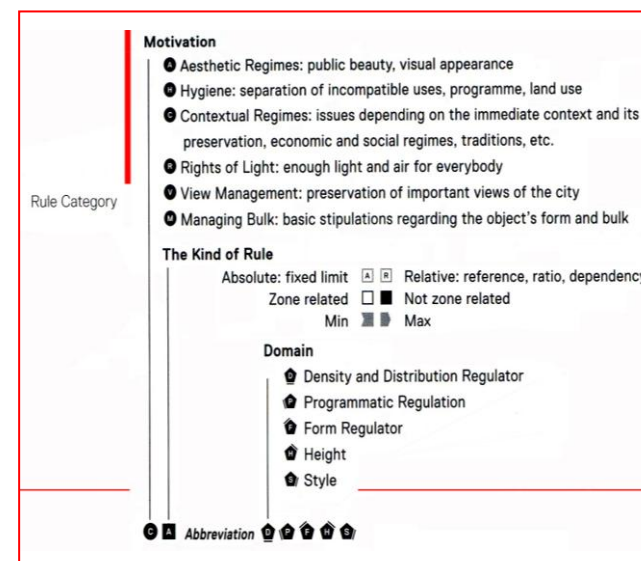 Motivation
A Aesthetic Regimes: public beauty, visual appearance
H Hygiene: separation of incompatible uses, programme, land use
C Contextual Regimes: issues depending on the immediate context and its
preservation, economic and social regimes, traditions, etc.
R Rights of Light: enough light and air for everybody
Rule Category
V View Management: preservation of important views of the city
M Managing Bulk: basic stipulations regarding the object's form and bulk
The Kind of Rule
Absolute: fixed limit A R Relative: reference, ratio, dependency
Zone related Not zone related
Min Max
Domain
D Density and Distribution Regulator
P Programmatic Regulation
F Form Regulator
H Height
S Style
C A Abbreviation D P F H S